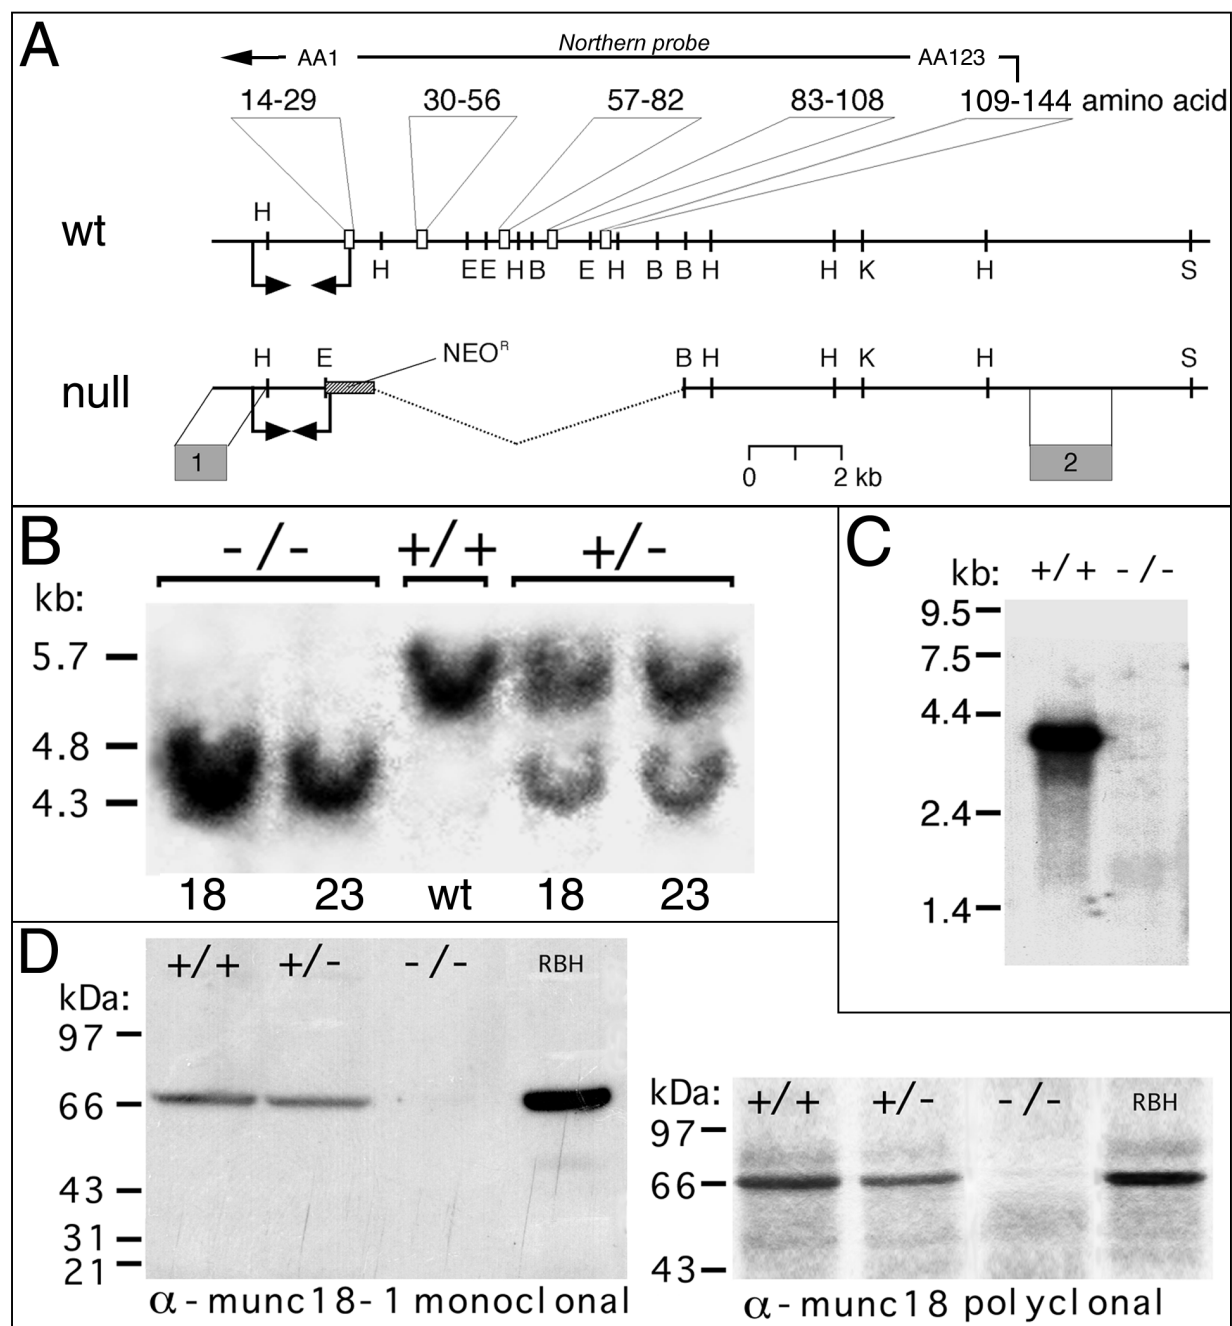 A
Northern probe
AA1 AA123
14-29 30-56 57-82 83-108 109-144 amino acid
H
wt
H E E H B E H B B H H K H S
H E NEO^R B H H K H S
null
1 2
0 2 kb
B
-/- +/+ +/-
kb:
5.7
4.8
4.3
18 23 wt 18 23
C
kb: +/+ -/-
9.5
7.5
4.4
2.4
1.4
D
+/+ +/- -/- RBH
kDa:
97
66
43
31
21
α-munc18-1 monoclonal
kDa: +/+ +/- -/- RBH
97
66
43
α-munc18 polyclonal